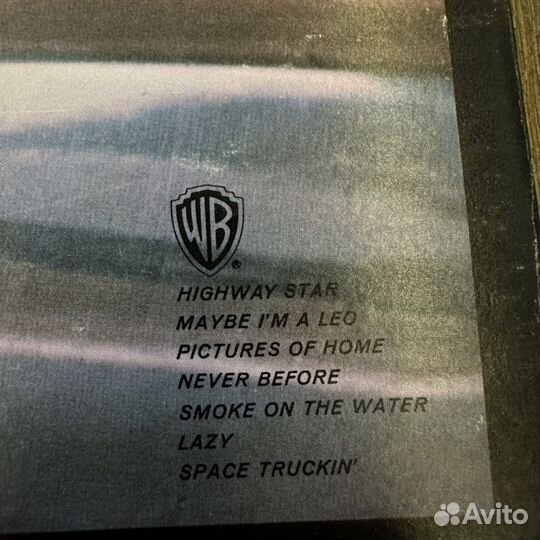 WB
®
HIGHWAY STAR
MAYBE I'M A LEO
PICTURES OF HOME
NEVER BEFORE
SMOKE ON THE WATER
LAZY
SPACE TRUCKIN'
Avito